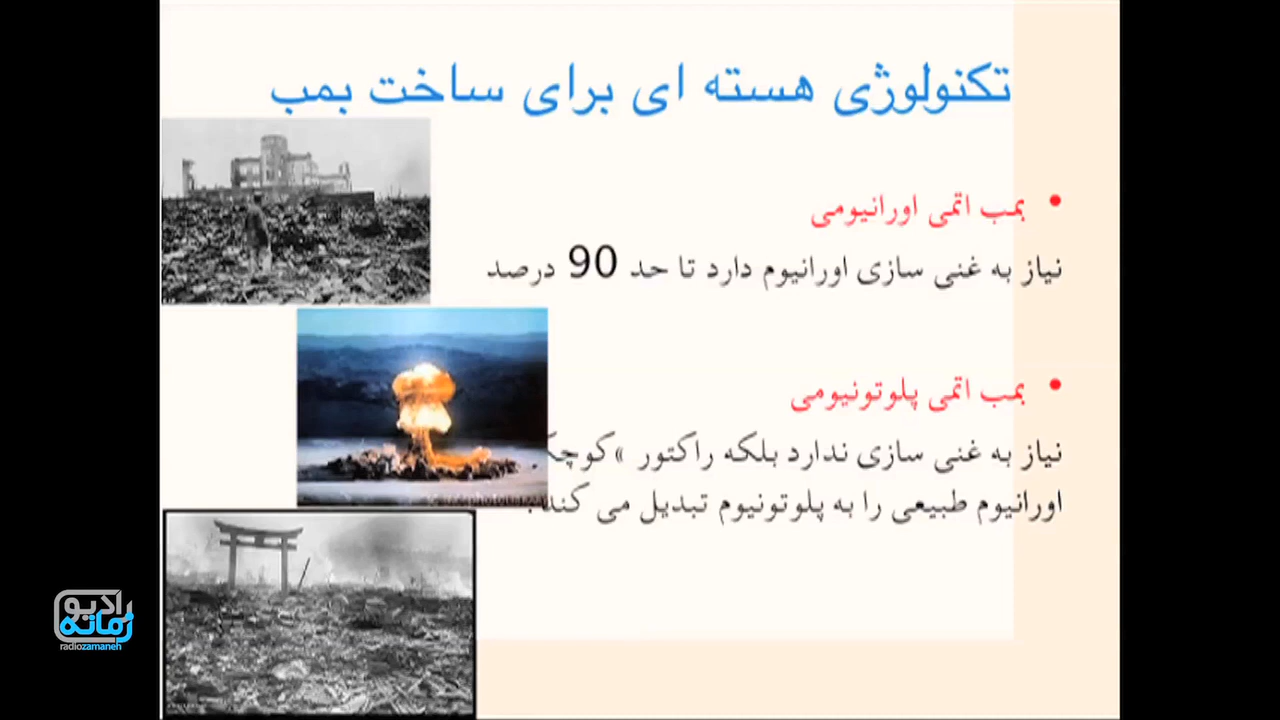 تکنولوژی هسته ای برای ساخت بمب
• بمب اتمی اورانیومی
نیاز به غنی سازی اورانیوم دارد تا حد 90 درصد
• بمب اتمی پلوتونیومی
نیاز به غنی سازی ندارد بلکه راکتور »کوچک
اورانیوم طبیعی را به پلوتونیوم تبدیل می کند.
رادیو
زمانه
radiozamaneh